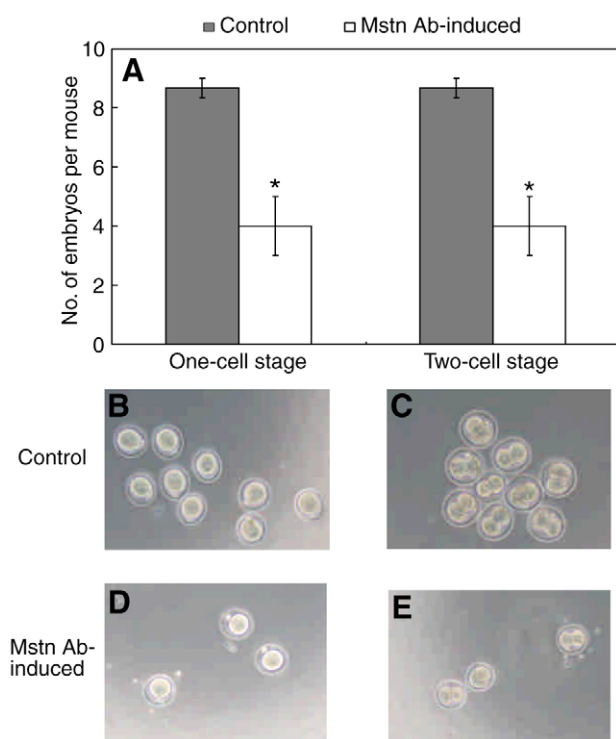 Control Mstn Ab-induced
A
No. of embryos per mouse
10
8
6
4
2
0
*
*
One-cell stage Two-cell stage
B C
Control
D E
Mstn Ab-
induced